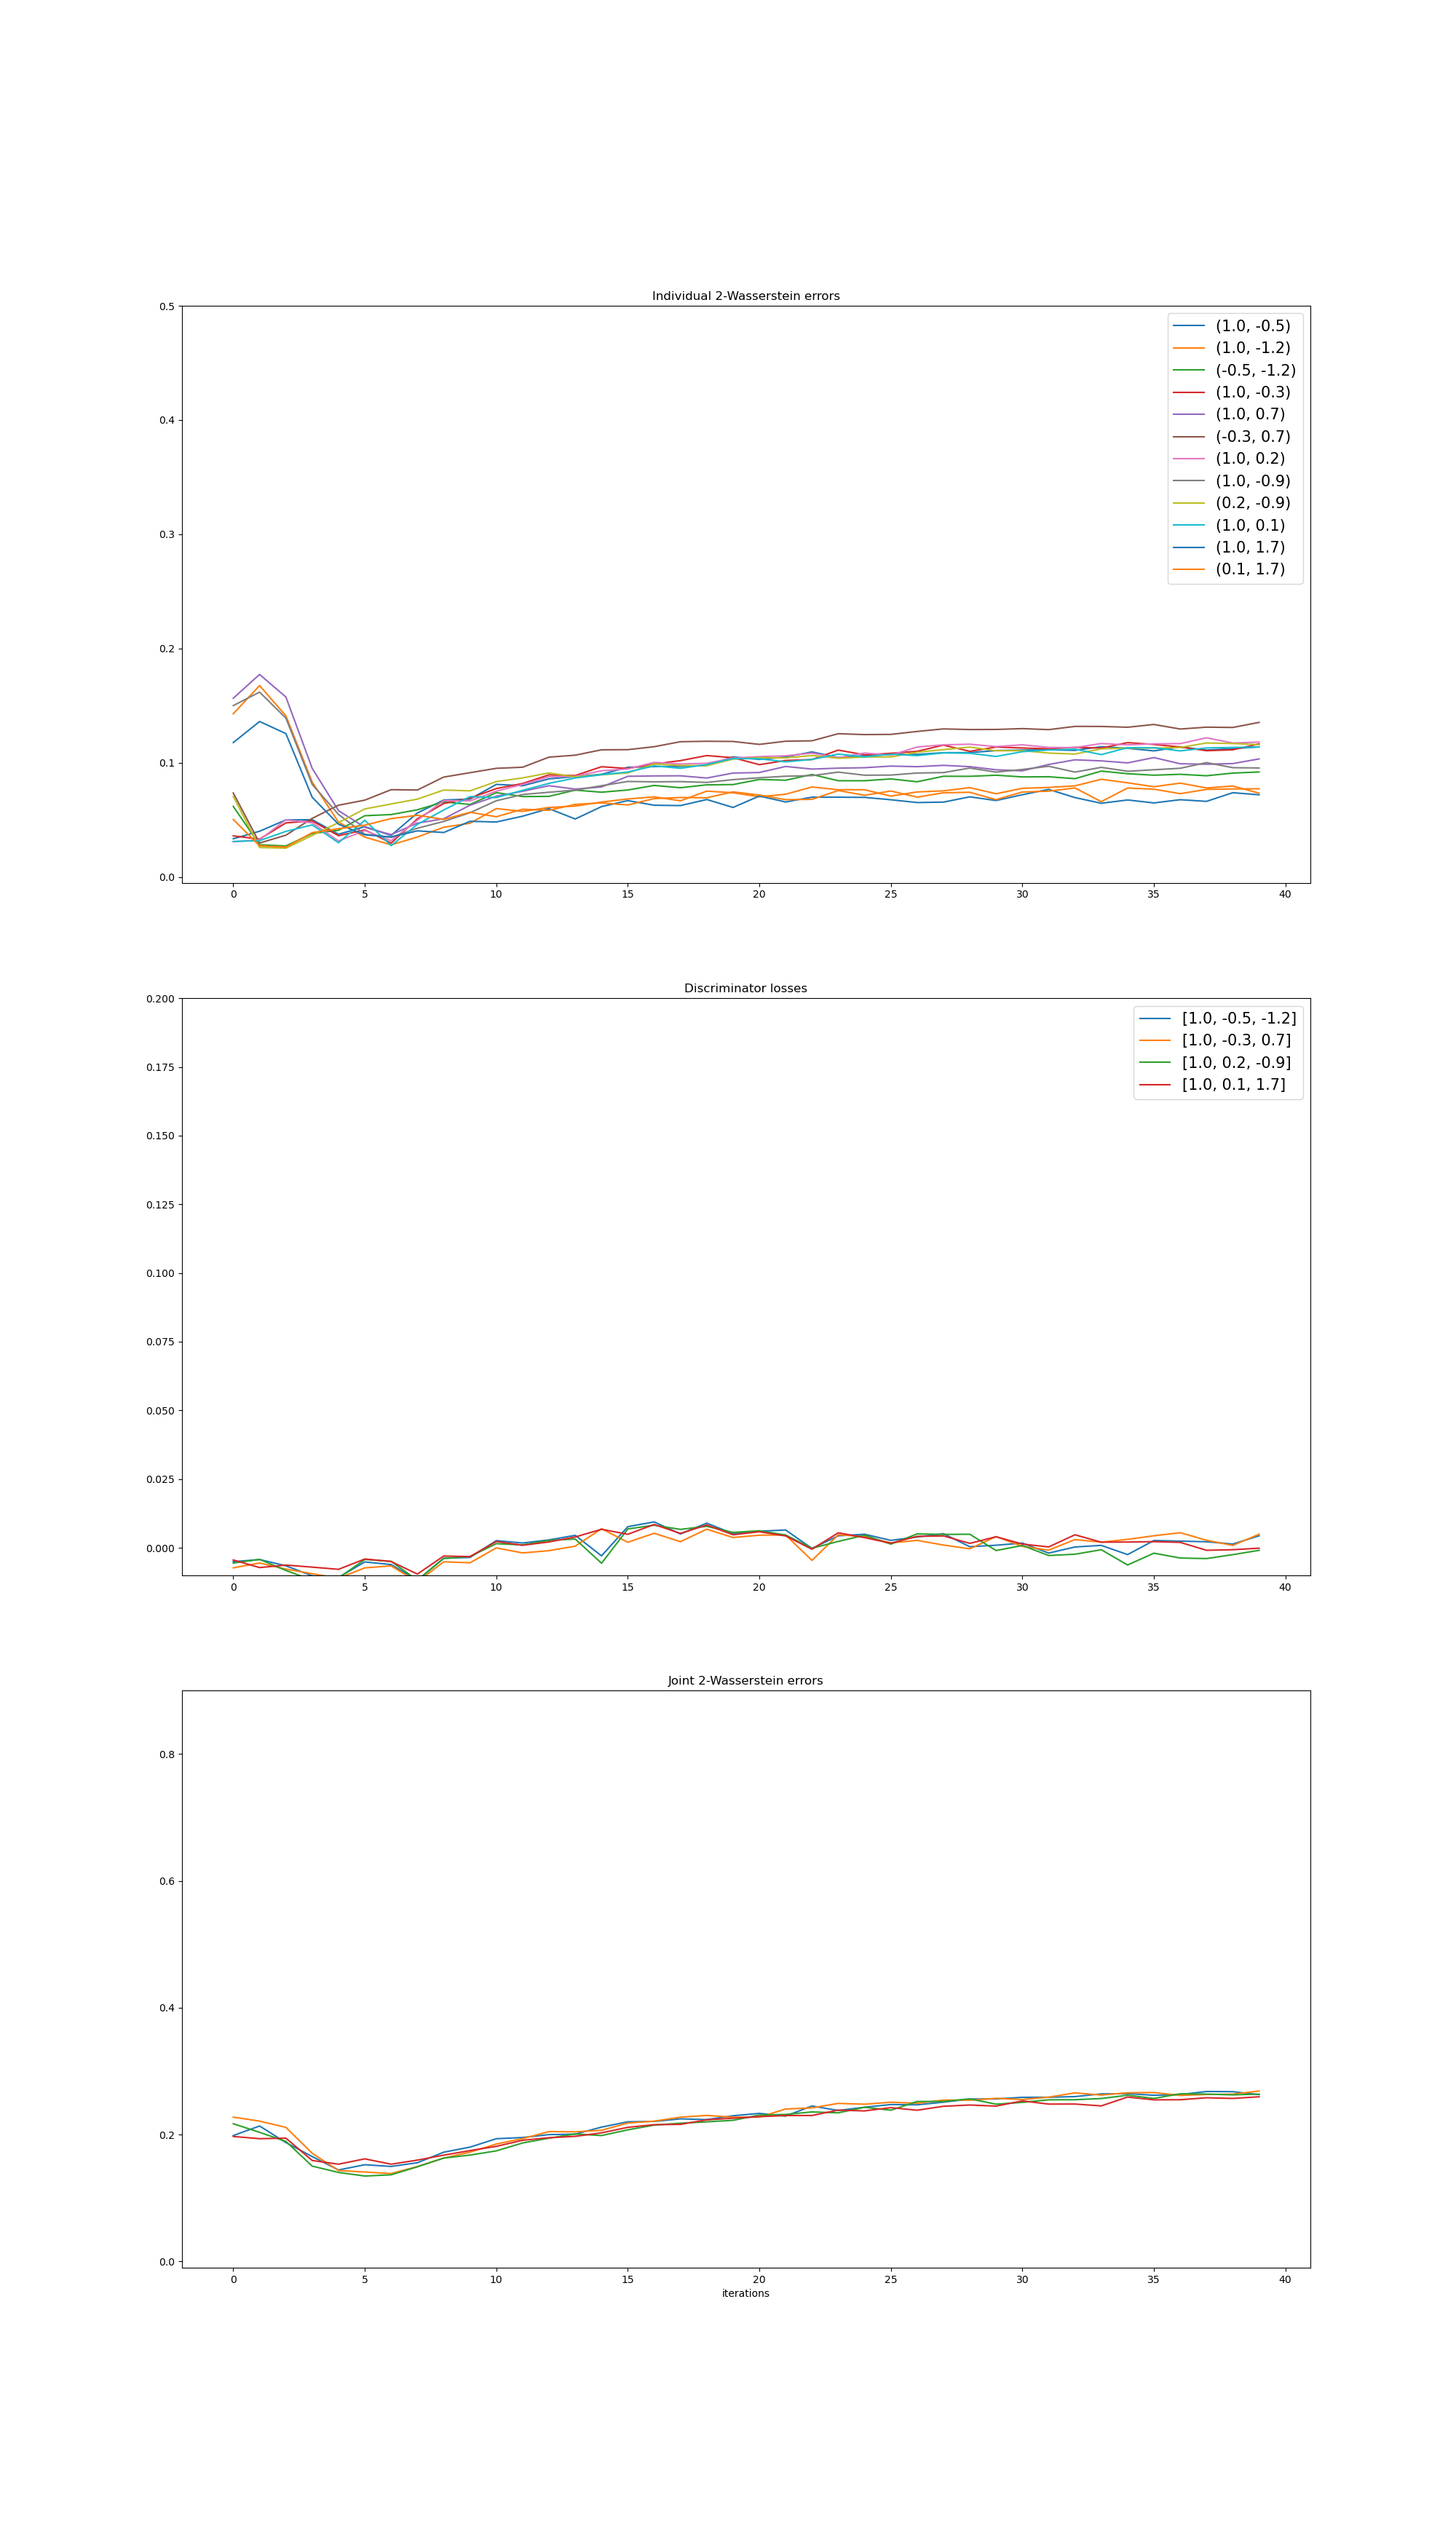 Individual 2-Wasserstein errors
0.5
0.4
0.3
0.2
0.1
0.0
(1.0, -0.5)
(1.0, -1.2)
(-0.5, -1.2)
(1.0, -0.3)
(1.0, 0.7)
(-0.3, 0.7)
(1.0, 0.2)
(1.0, -0.9)
(0.2, -0.9)
(1.0, 0.1)
(1.0, 1.7)
(0.1, 1.7)
0 5 10 15 20 25 30 35 40
Discriminator losses
0.200
0.175
0.150
0.125
0.100
0.075
0.050
0.025
0.000
[1.0, -0.5, -1.2]
[1.0, -0.3, 0.7]
[1.0, 0.2, -0.9]
[1.0, 0.1, 1.7]
0 5 10 15 20 25 30 35 40
Joint 2-Wasserstein errors
0.8
0.6
0.4
0.2
0.0
0 5 10 15 20 25 30 35 40
iterations